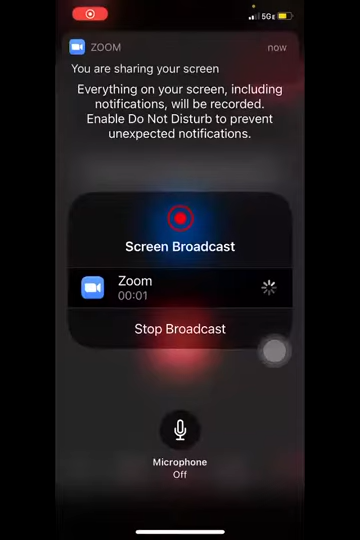 5GE
ZOOM
now
You are sharing your screen
Everything on your screen, including
notifications, will be recorded.
Enable Do Not Disturb to prevent
unexpected notifications.
Screen Broadcast
Zoom
00:01
Stop Broadcast
Microphone
Off